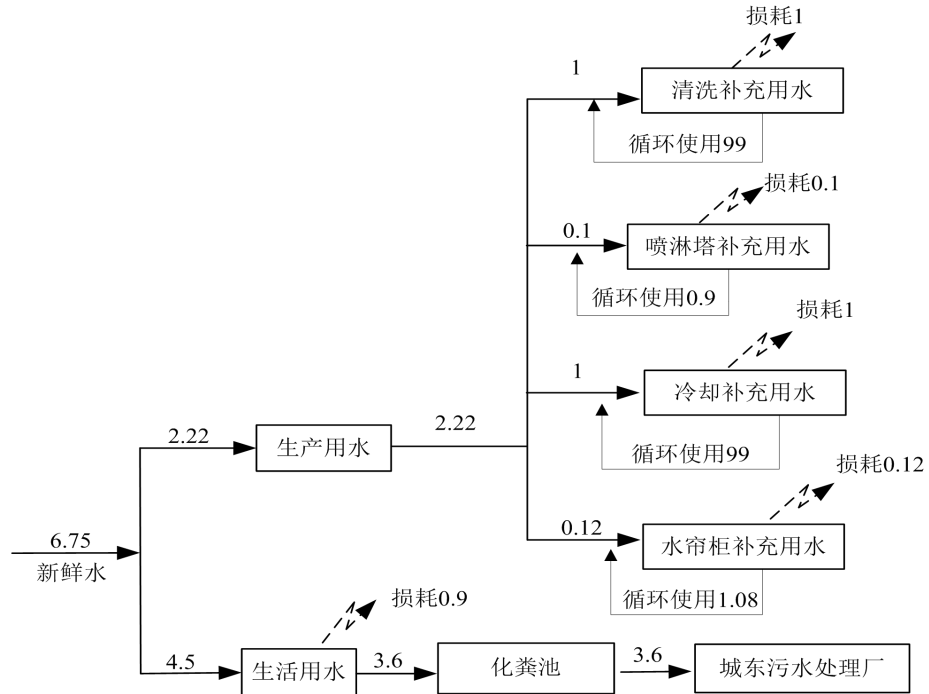 损耗1
1
清洗补充用水
循环使用99
损耗0.1
0.1
喷淋塔补充用水
循环使用0.9
损耗1
1
冷却补充用水
2.22
生产用水
2.22
循环使用99
损耗0.12
0.12
水帘柜补充用水
循环使用1.08
6.75
新鲜水
损耗0.9
4.5
生活用水
3.6
化粪池
3.6
城东污水处理厂